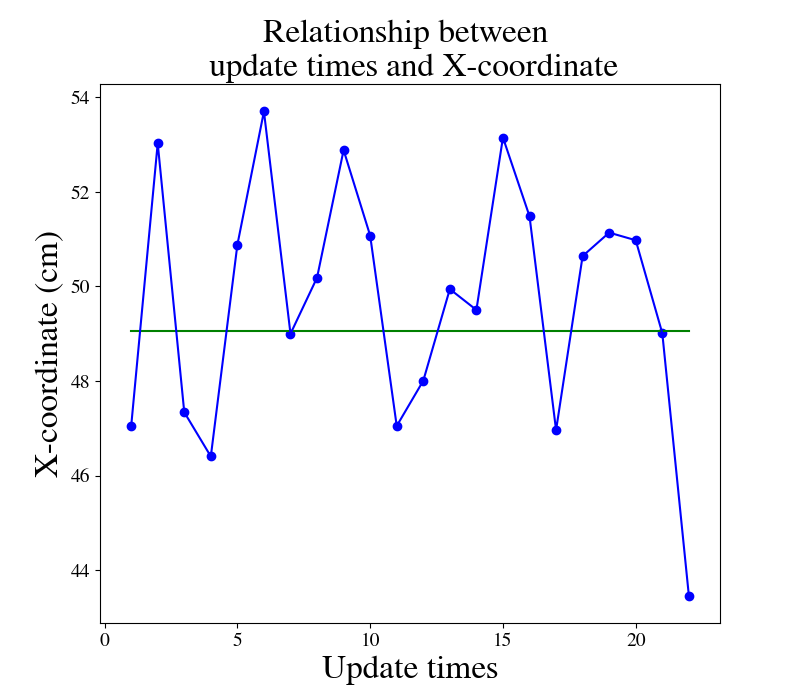 Relationship between
update times and X-coordinate
54
52
50
48
46
44
X-coordinate (cm)
0 5 10 15 20
Update times